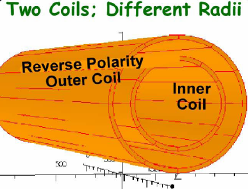 Two Coils; Different Radii
Reverse Polarity
Outer Coil
Inner
Coil
500